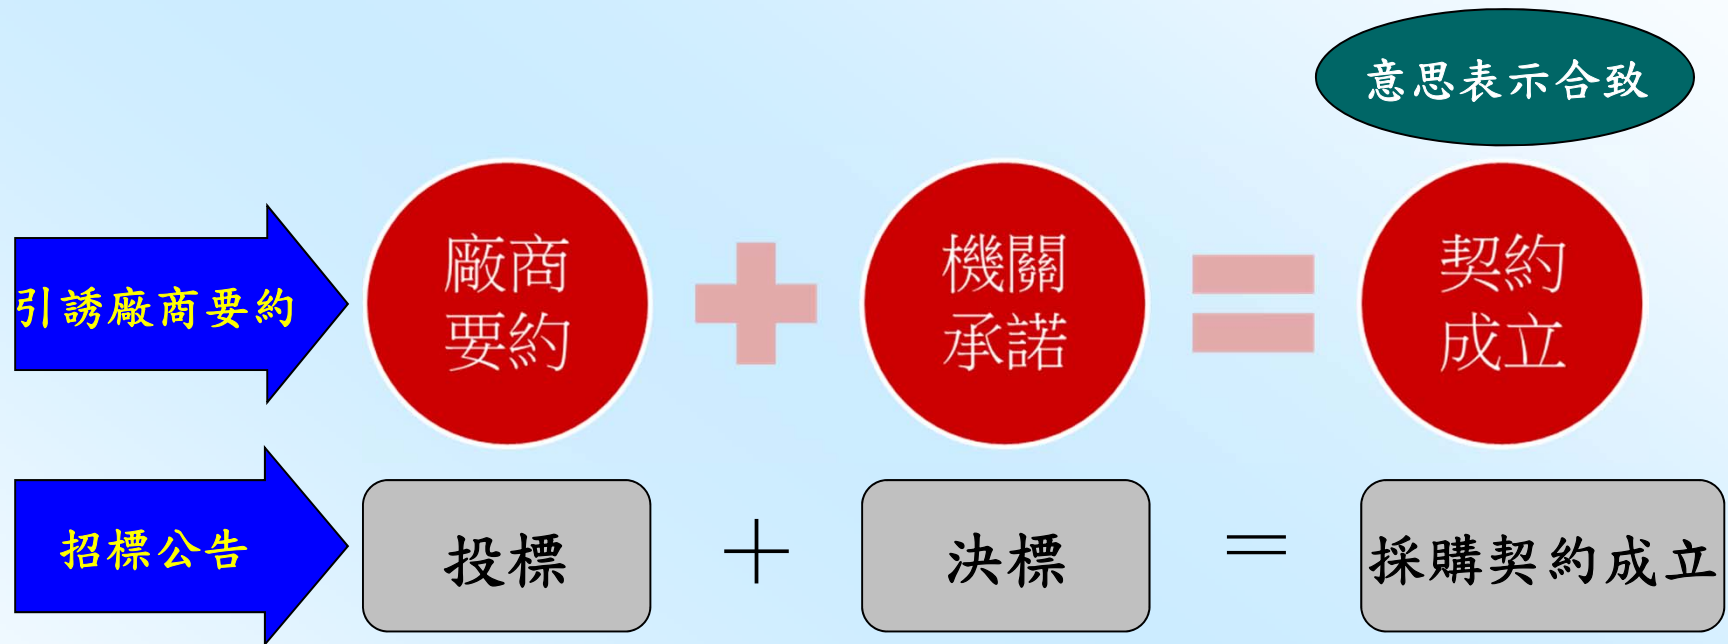 意思表示合致
引誘廠商要約
廠商
要約
機關
承諾
契約
成立
招標公告
投標
+
決標
=
採購契約成立